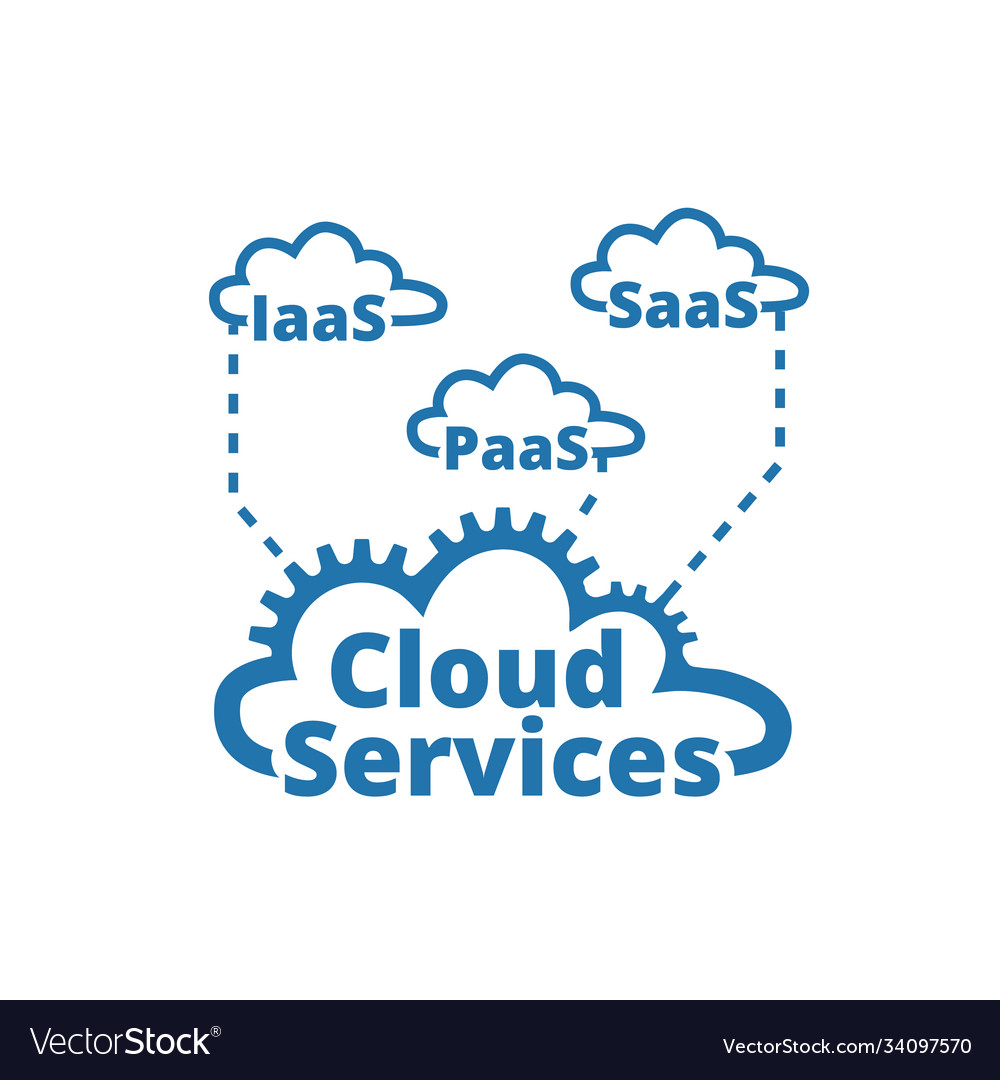 IaaS
SaaS
PaaS
Cloud
Services
VectorStock®
VectorStock.com/34097570